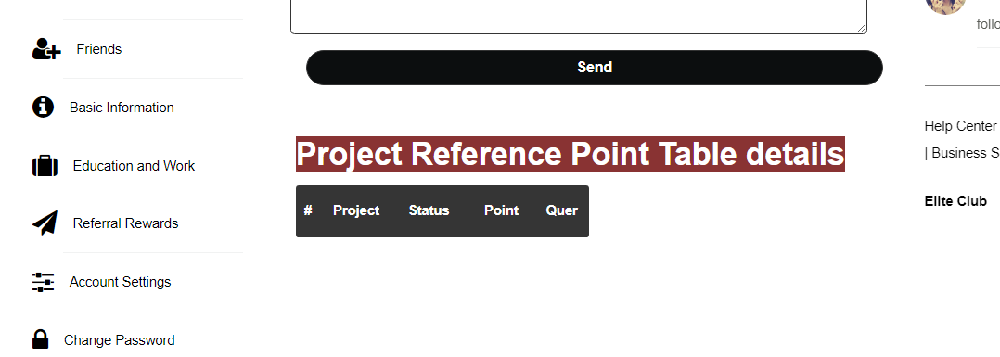 Friends
Basic Information
Education and Work
Referral Rewards
Account Settings
Change Password
Send
Project Reference Point Table details
# Project Status Point Quer
follo
Help Center
| Business S
Elite Club